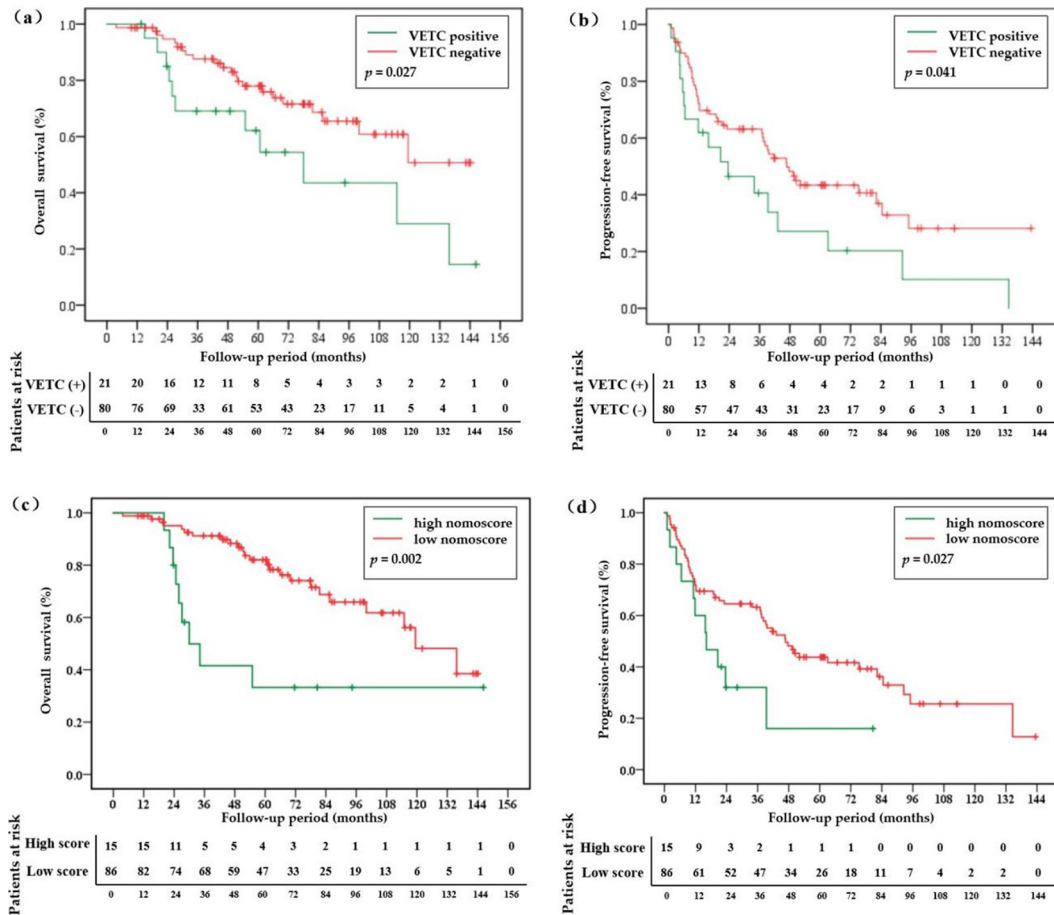 (a)
Overall survival (%)
1.0
0.8
0.6
0.4
0.2
0.0
VETC positive
VETC negative
p = 0.027
0 12 24 36 48 60 72 84 96 108 120 132 144 156
Follow-up period (months)
Patients at risk
VETC (+) 21 20 16 12 11 8 5 4 3 3 2 2 1 0
VETC (-) 80 76 69 33 61 53 43 23 17 11 5 4 1 0
0 12 24 36 48 60 72 84 96 108 120 132 144 156
(b)
Progression-free survival (%)
1.0
0.8
0.6
0.4
0.2
0.0
VETC positive
VETC negative
p = 0.041
0 12 24 36 48 60 72 84 96 108 120 132 144
Follow-up period (months)
Patients at risk
VETC (+) 21 13 8 6 4 4 2 2 1 1 1 0 0
VETC (-) 80 57 47 43 31 23 17 9 6 3 1 1 0
0 12 24 36 48 60 72 84 96 108 120 132 144
(c)
Overall survival (%)
1.0
0.8
0.6
0.4
0.2
0.0
high nomoscore
low nomoscore
p = 0.002
0 12 24 36 48 60 72 84 96 108 120 132 144 156
Follow-up period (months)
Patients at risk
High score 15 15 11 5 5 4 3 2 1 1 1 1 1 0
Low score 86 82 74 68 59 47 33 25 19 13 6 5 1 0
0 12 24 36 48 60 72 84 96 108 120 132 144 156
(d)
Progression-free survival (%)
1.0
0.8
0.6
0.4
0.2
0.0
high nomoscore
low nomoscore
p = 0.027
0 12 24 36 48 60 72 84 96 108 120 132 144
Follow-up period (months)
Patients at risk
High score 15 9 3 2 1 1 1 0 0 0 0 0 0
Low score 86 61 52 47 34 26 18 11 7 4 2 2 0
0 12 24 36 48 60 72 84 96 108 120 132 144